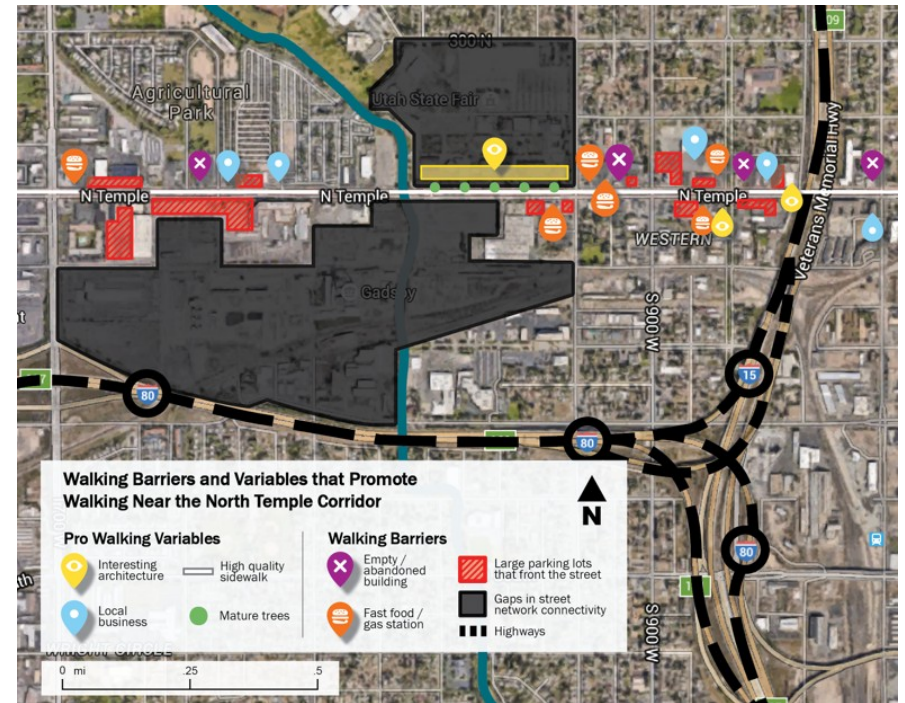 300 N
Agricultural
Park
Utah State Fair
N Temple
N Temple
N Temple
WESTERN
Veterans Memorial Hwy
Gadsby
S 900 W
15
80
80
80
Walking Barriers and Variables that Promote
Walking Near the North Temple Corridor
N
Pro Walking Variables
Interesting
architecture
High quality
sidewalk
Local
business
Mature trees
Walking Barriers
Empty /
abandoned
building
Fast food /
gas station
Large parking lots
that front the street
Gaps in street
network connectivity
Highways
S 900 W
0 mi
.25
.5